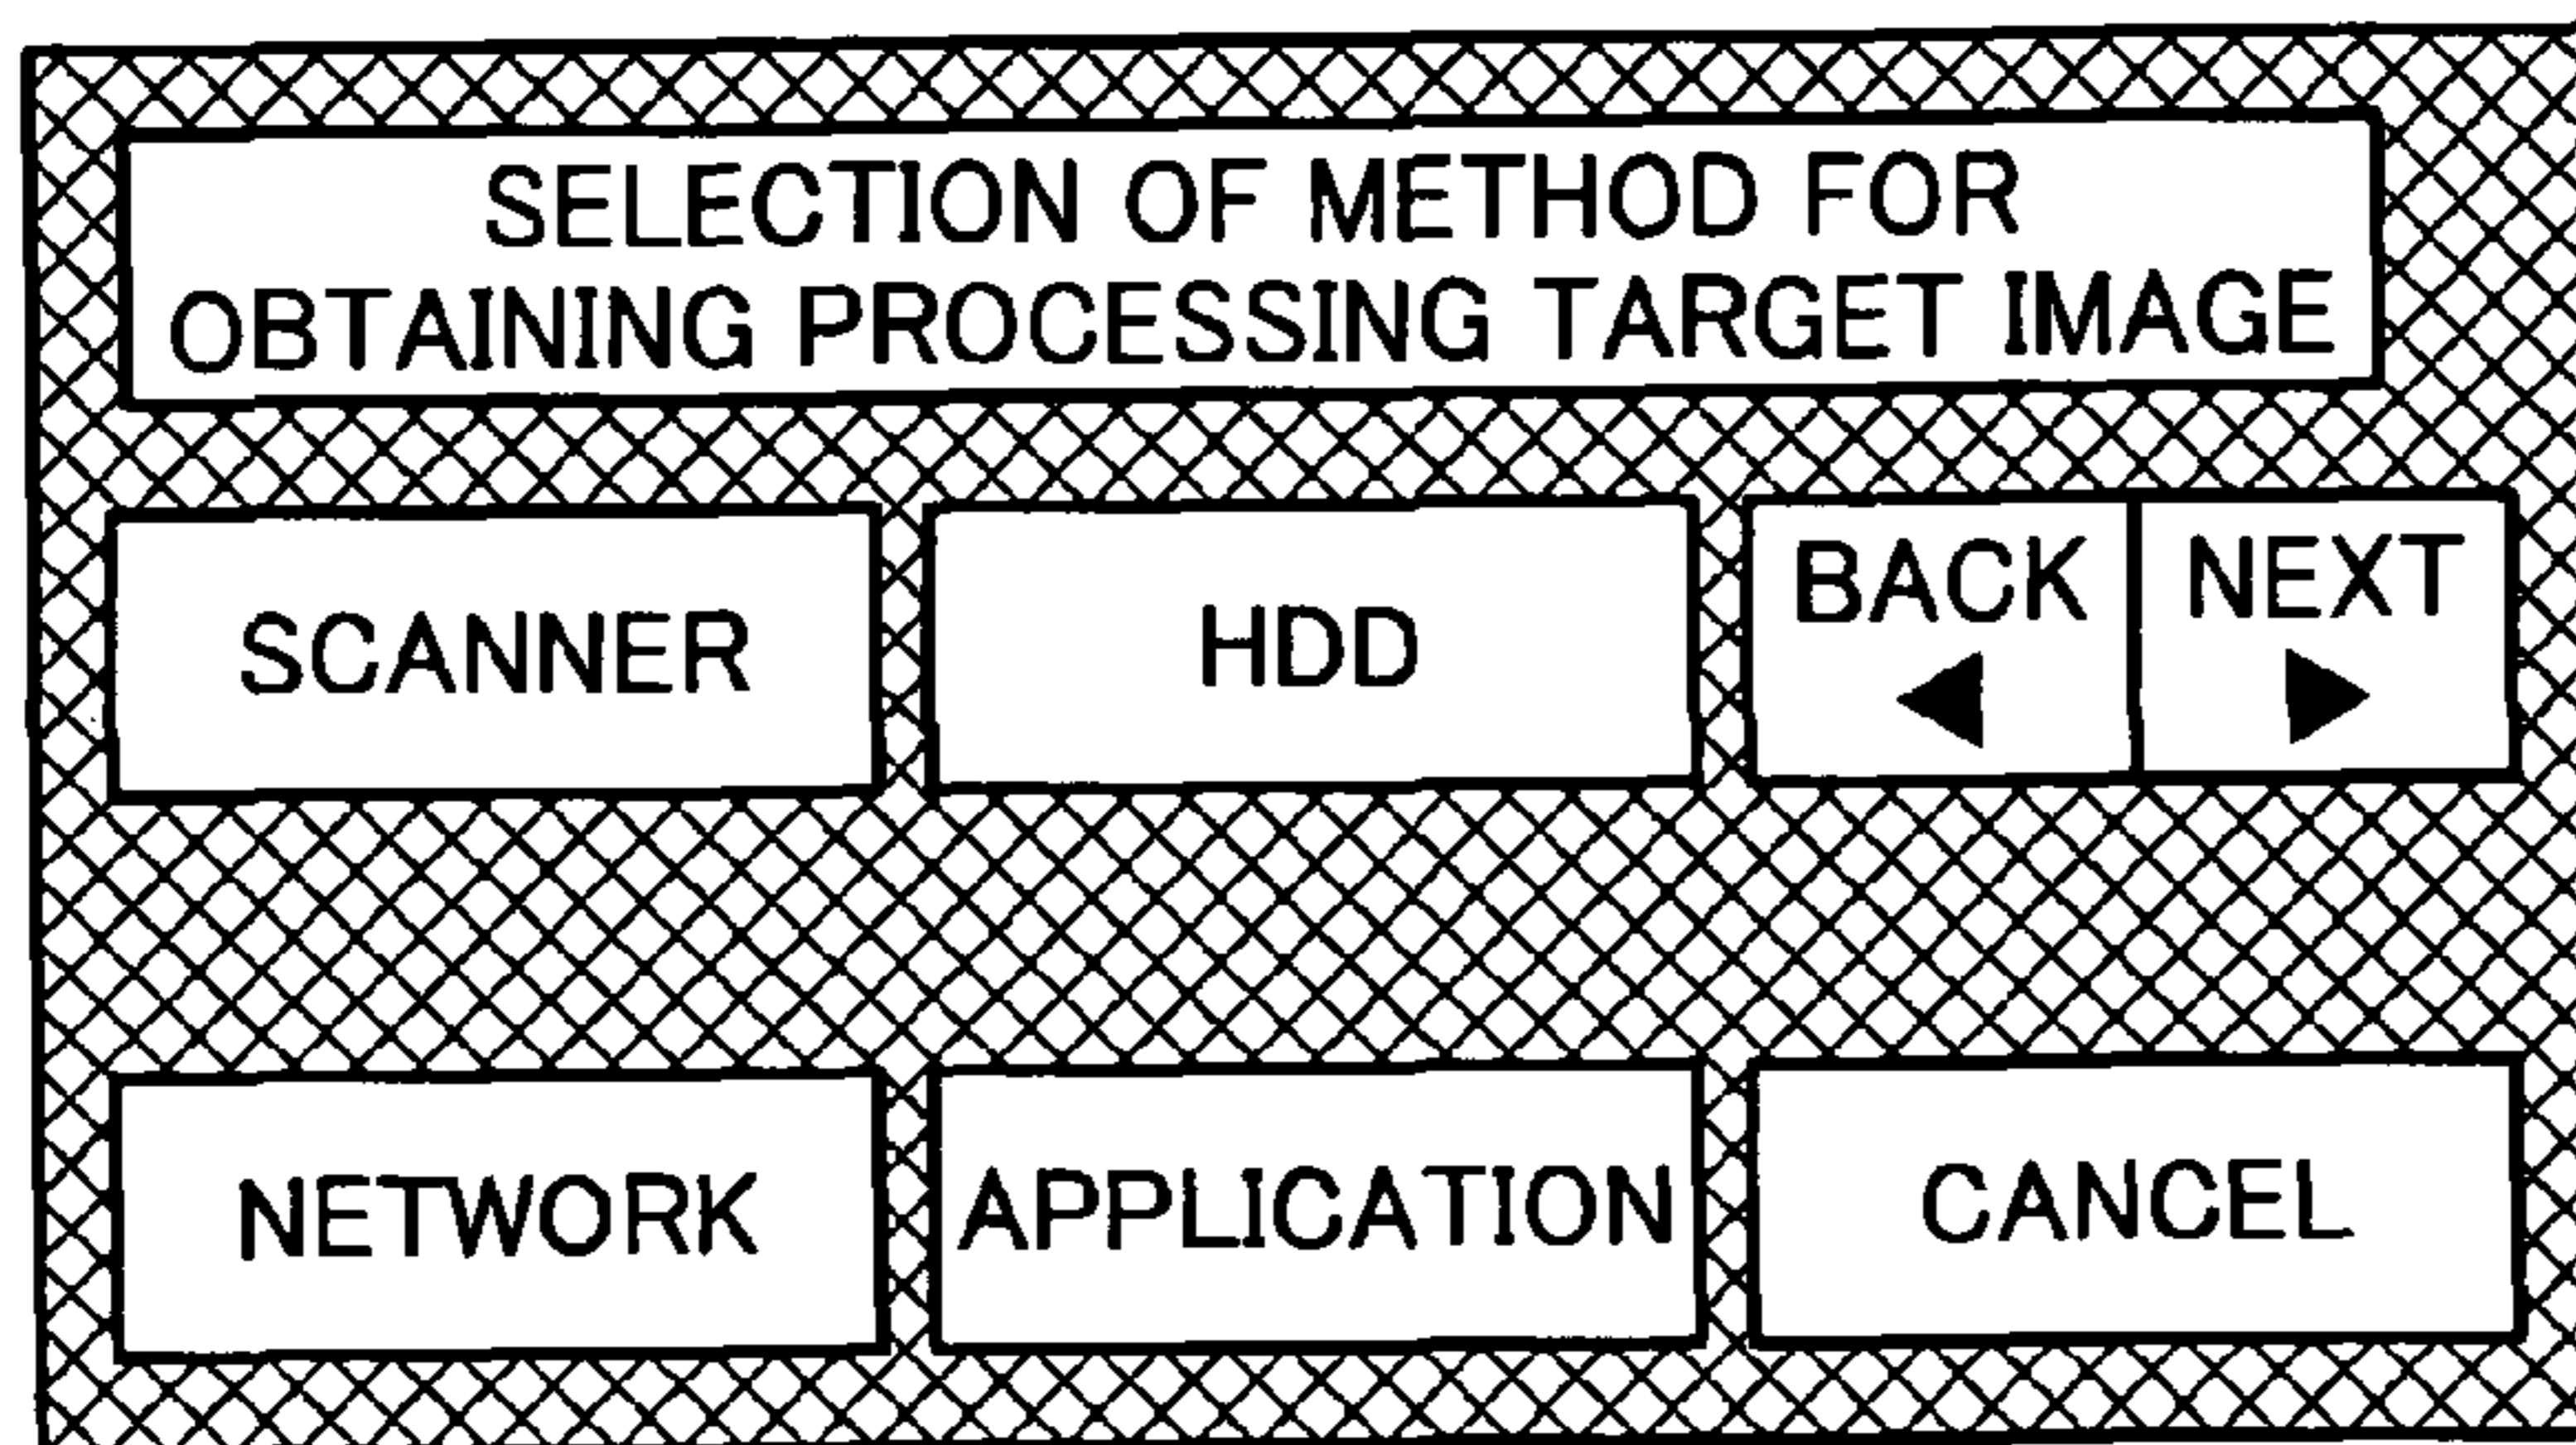 SELECTION OF METHOD FOR
OBTAINING PROCESSING TARGET IMAGE
SCANNER
HDD
BACK
NEXT
NETWORK
APPLICATION
CANCEL